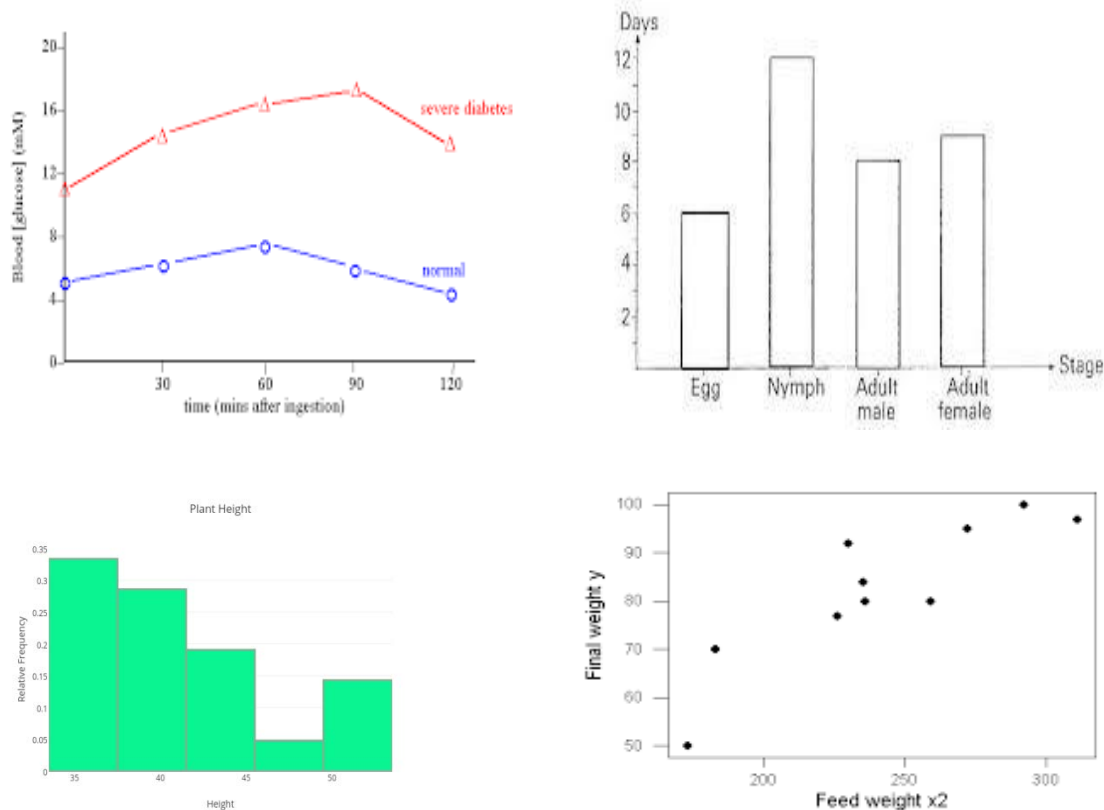 20
16
12
8
4
0
Blood [glucose] (mM)
severe diabetes
normal
30 60 90 120
time (mins after ingestion)
Days
12
10
8
6
4
2
Egg Nymph Adult male Adult female
Stage
Plant Height
0.35
0.3
0.25
0.2
0.15
0.1
0.05
0
Relative Frequency
35 40 45 50
Height
100
90
80
70
60
50
Final weight y
200 250 300
Feed weight x2